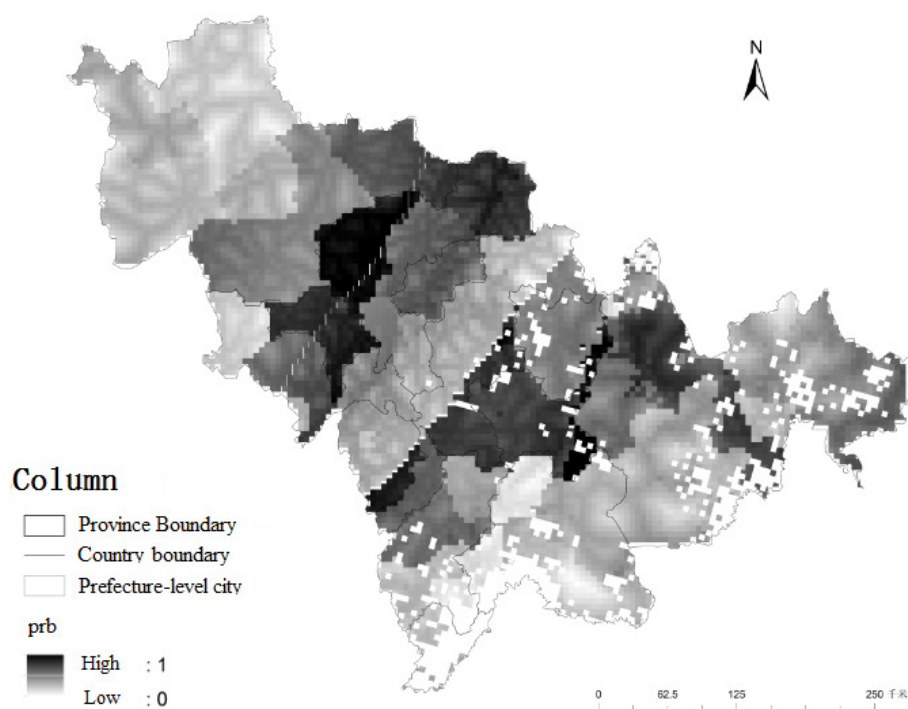 N
Column
Province Boundary
Country boundary
Prefecture-level city
prb
High : 1
Low : 0
0 62.5 125 250 千米